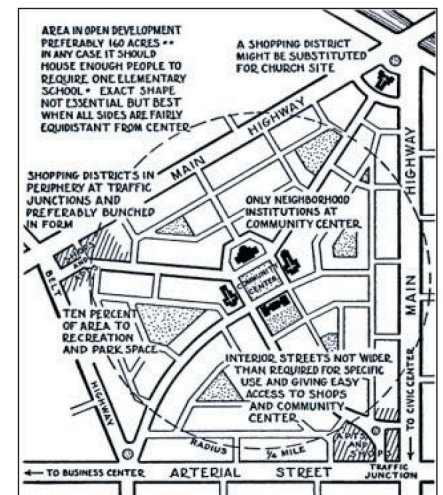 AREA IN OPEN DEVELOPMENT
PREFERABLY 160 ACRES ••
IN ANY CASE IT SHOULD
HOUSE ENOUGH PEOPLE TO
REQUIRE ONE ELEMENTARY
SCHOOL • EXACT SHAPE
NOT ESSENTIAL BUT BEST
WHEN ALL SIDES ARE FAIRLY
EQUIDISTANT FROM CENTER
A SHOPPING DISTRICT
MIGHT BE SUBSTITUTED
FOR CHURCH SITE
MAIN HIGHWAY
SHOPPING DISTRICTS IN
PERIPHERY AT TRAFFIC
JUNCTIONS AND
PREFERABLY BUNCHED
IN FORM
ONLY NEIGHBORHOOD
INSTITUTIONS AT
COMMUNITY CENTER
HIGHWAY
MAIN
TO CIVIC CENTER
COMMUNITY
CENTER
BELT
HIGHWAY
TEN PERCENT
OF AREA TO
RECREATION
AND PARK SPACE
INTERIOR STREETS NOT WIDER
THAN REQUIRED FOR SPECIFIC
USE AND GIVING EASY
ACCESS TO SHOPS
AND COMMUNITY
CENTER
RADIUS ¼ MILE
APTS
AND
SHOPS
TO BUSINESS CENTER ARTERIAL STREET
TRAFFIC
JUNCTION